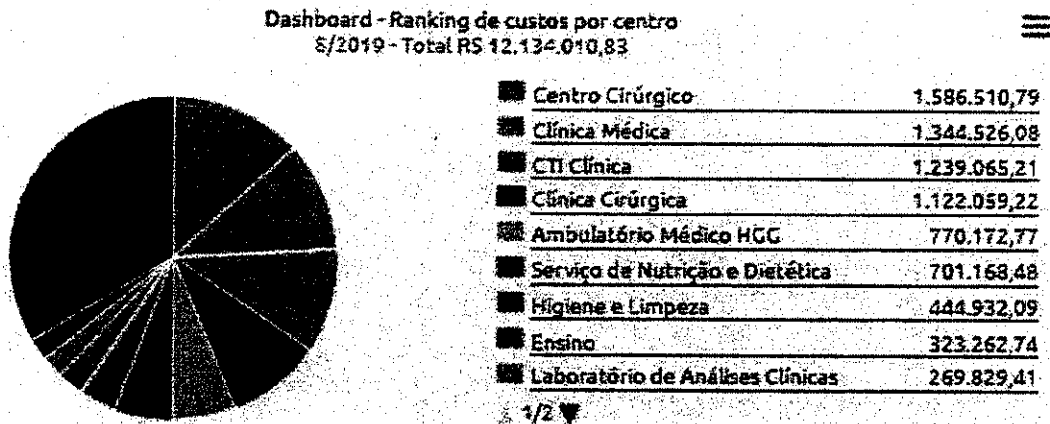 Dashboard - Ranking de custos por centro
8/2019 - Total R$ 12.134.010,83
Centro Cirúrgico 1.586.510,79
Clínica Médica 1.344.526,08
CTI Clínica 1.239.065,21
Clínica Cirúrgica 1.122.059,22
Ambulatório Médico HGG 770.172,77
Serviço de Nutrição e Dietética 701.168,48
Higiene e Limpeza 444.932,09
Ensino 323.262,74
Laboratório de Análises Clínicas 269.829,41
1/2